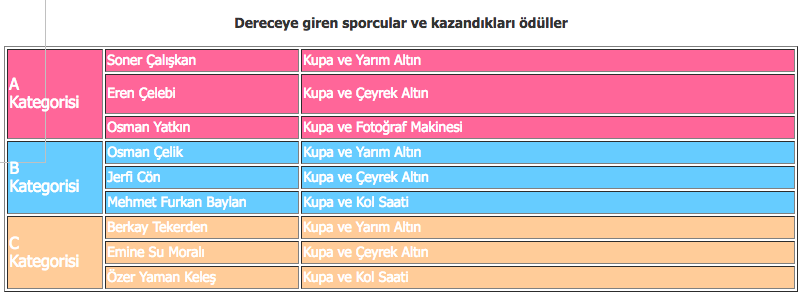 Dereceye giren sporcular ve kazandıkları ödüller
A
Kategorisi
Soner Çalışkan
Kupa ve Yarım Altın
Eren Çelebi
Kupa ve Çeyrek Altın
Osman Yatkın
Kupa ve Fotoğraf Makinesi
B
Kategorisi
Osman Çelik
Kupa ve Yarım Altın
Jerfi Cön
Kupa ve Çeyrek Altın
Mehmet Furkan Baylan
Kupa ve Kol Saati
C
Kategorisi
Berkay Tekerden
Kupa ve Yarım Altın
Emine Su Moralı
Kupa ve Çeyrek Altın
Özer Yaman Keleş
Kupa ve Kol Saati